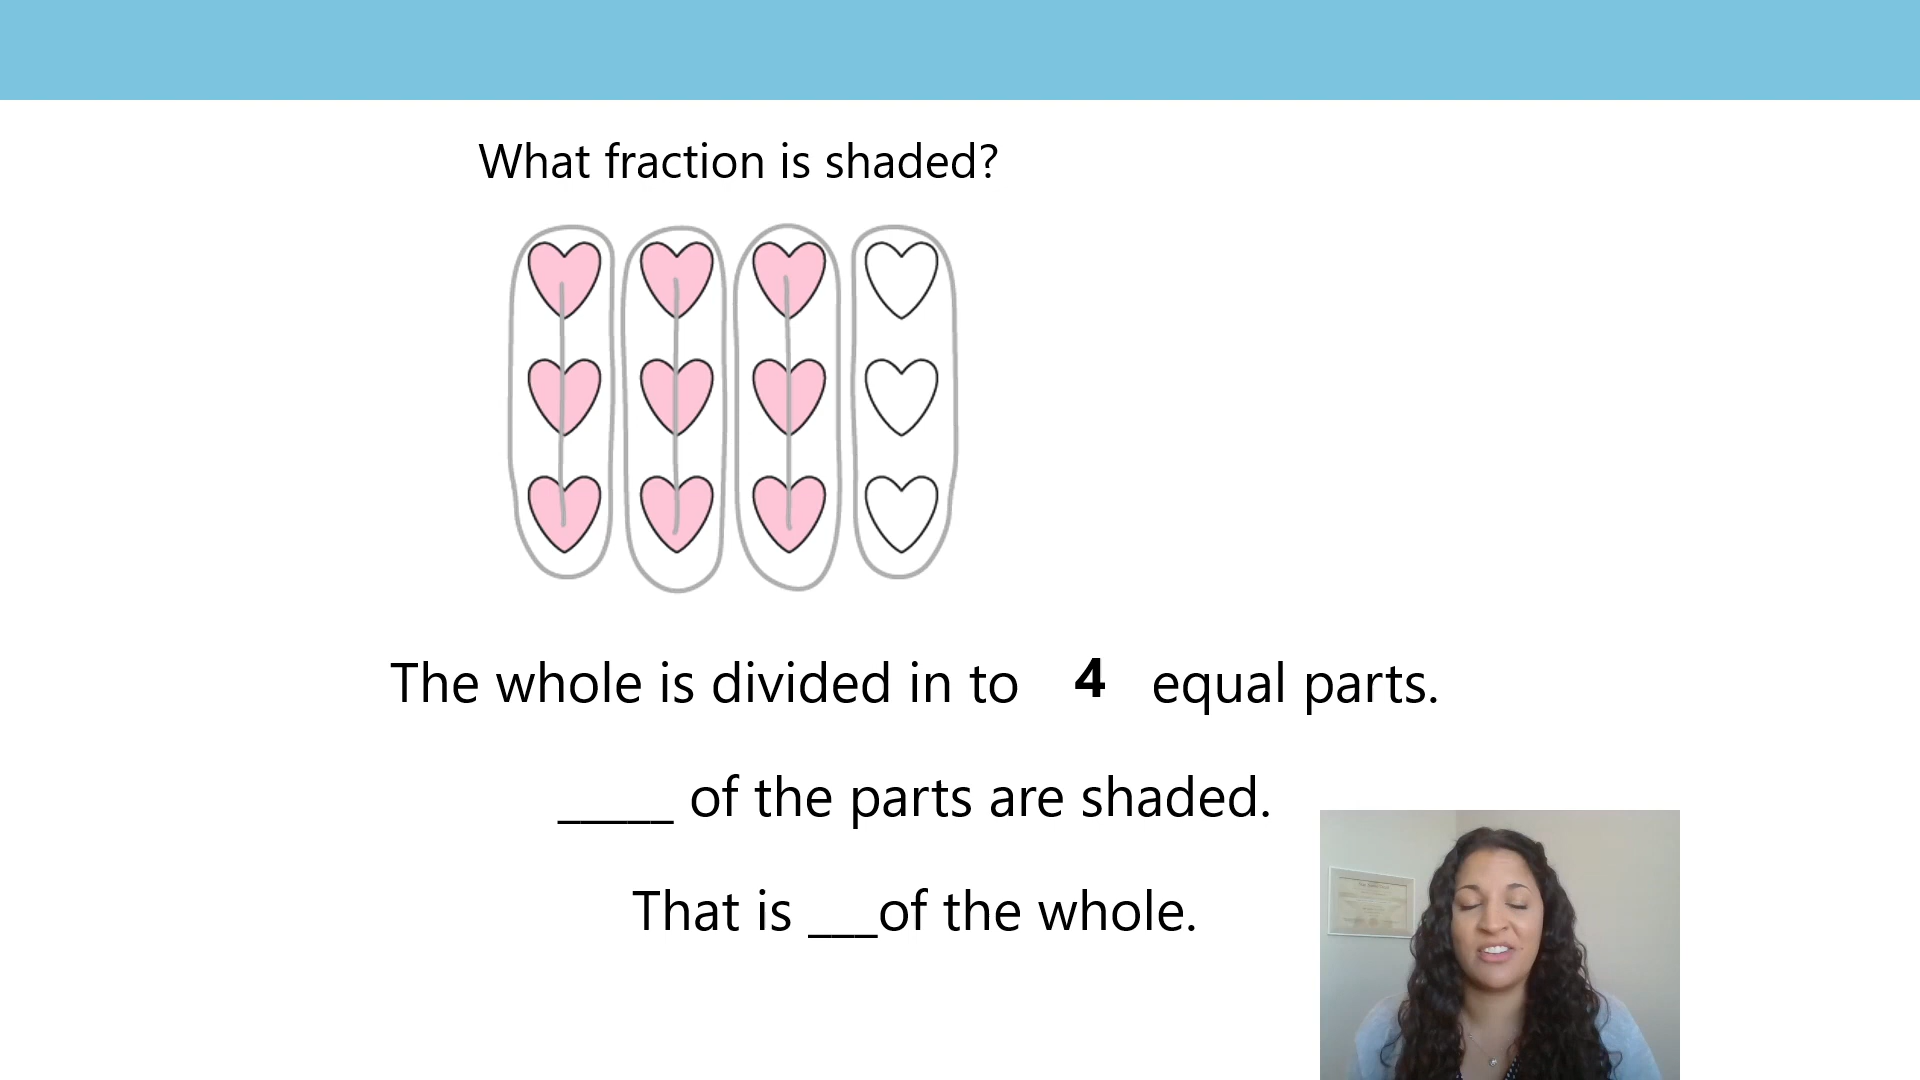 What fraction is shaded?
The whole is divided in to 4 equal parts.
_____ of the parts are shaded.
That is ___of the whole.